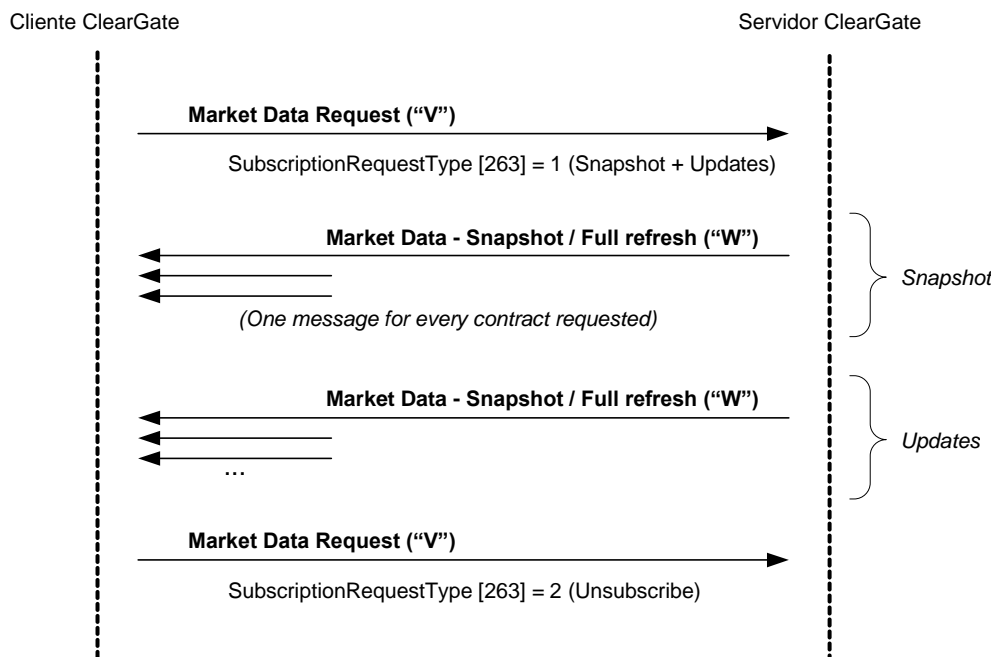 Cliente ClearGate
Servidor ClearGate
Market Data Request (“V”)
SubscriptionRequestType [263] = 1 (Snapshot + Updates)
Market Data - Snapshot / Full refresh (“W”)
Snapshot
(One message for every contract requested)
Market Data - Snapshot / Full refresh (“W”)
Updates
...
Market Data Request (“V”)
SubscriptionRequestType [263] = 2 (Unsubscribe)